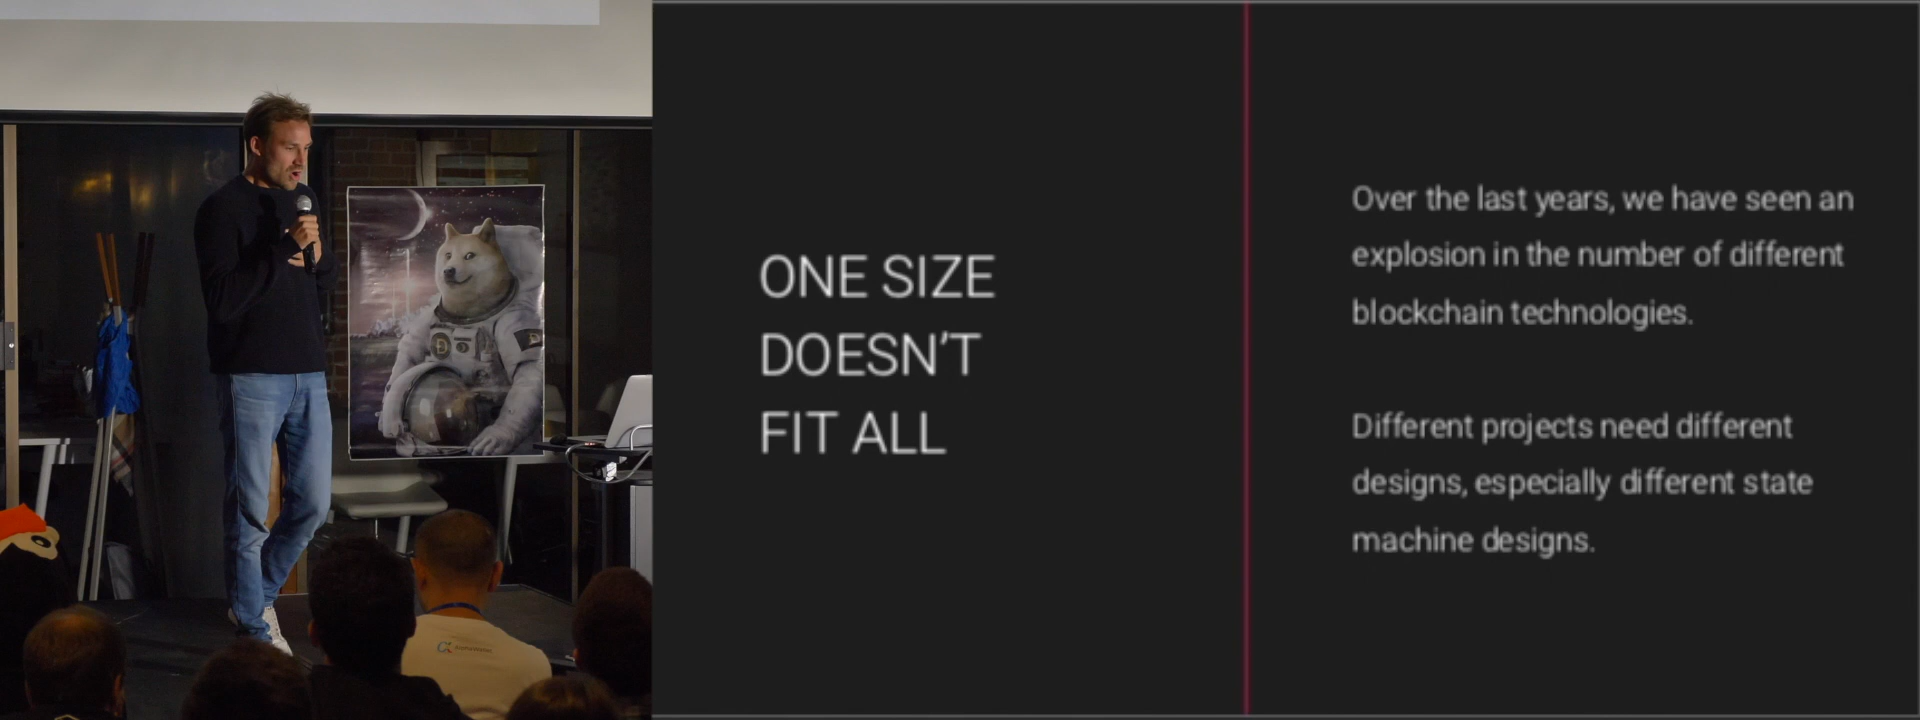 ONE SIZE
DOESN'T
FIT ALL
Over the last years, we have seen an
explosion in the number of different
blockchain technologies.
Different projects need different
designs, especially different state
machine designs.